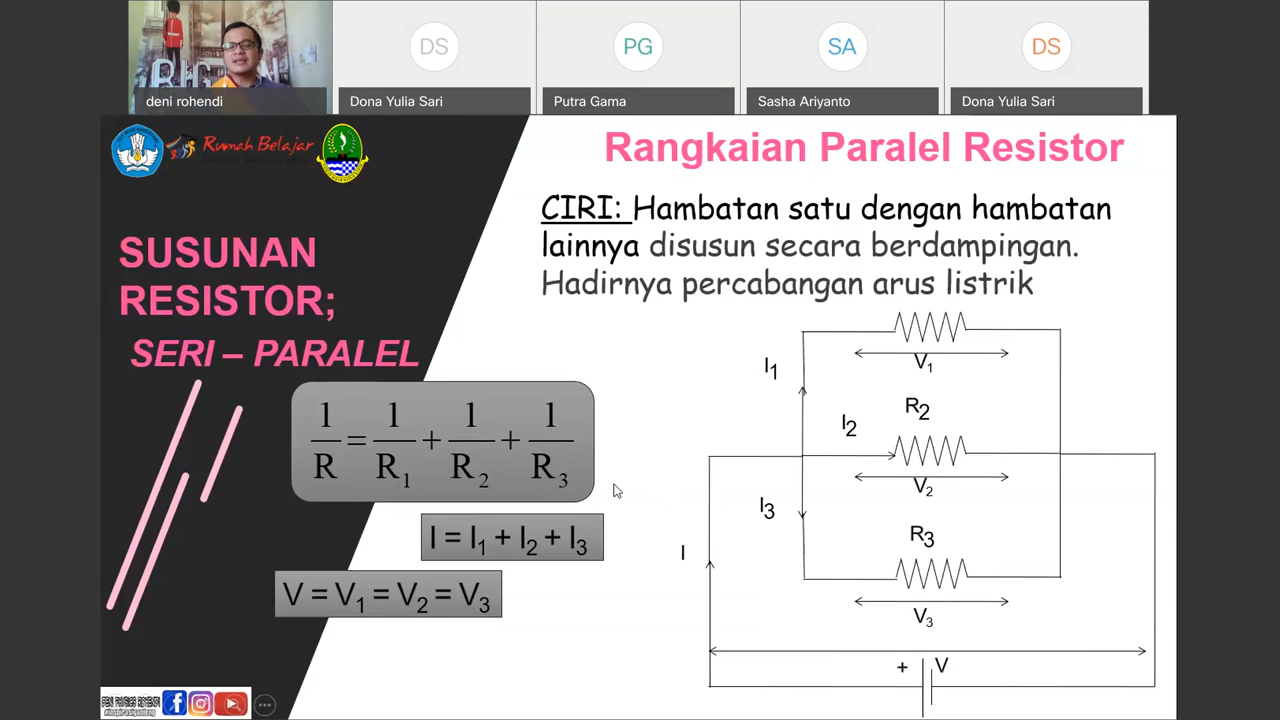 DS
PG
SA
DS
deni rohendi
Dona Yulia Sari
Putra Gama
Sasha Ariyanto
Dona Yulia Sari
Rumah Belajar
SUSUNAN
RESISTOR;
SERI – PARALEL
Rangkaian Paralel Resistor
CIRI: Hambatan satu dengan hambatan
lainnya disusun secara berdampingan.
Hadirnya percabangan arus listrik
1/R = 1/R₁ + 1/R₂ + 1/R₃
I = I₁ + I₂ + I₃
V = V₁ = V₂ = V₃
I₁
V₁
R₂
I₂
V₂
I₃
R₃
V₃
I
+ V